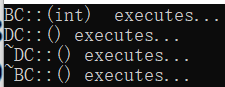 BC::(int)  executes...
DC::() executes...
~DC::() executes...
~BC::() executes...